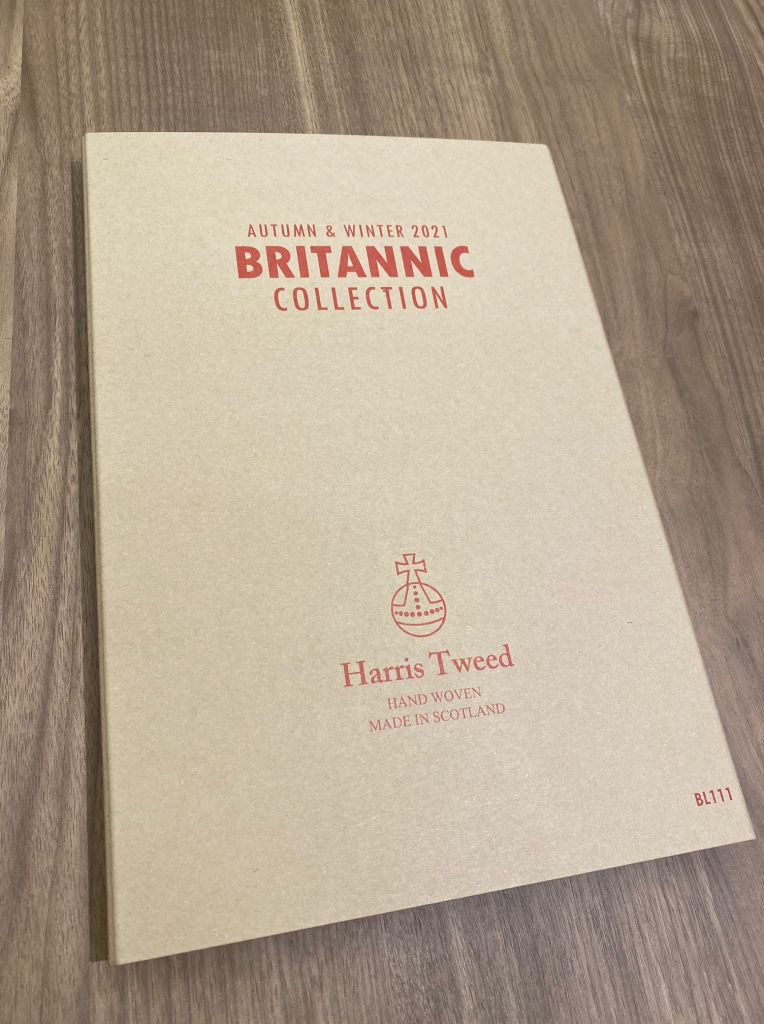 AUTUMN & WINTER 2021
BRITANNIC
COLLECTION
Harris Tweed
HAND WOVEN
MADE IN SCOTLAND
BL111